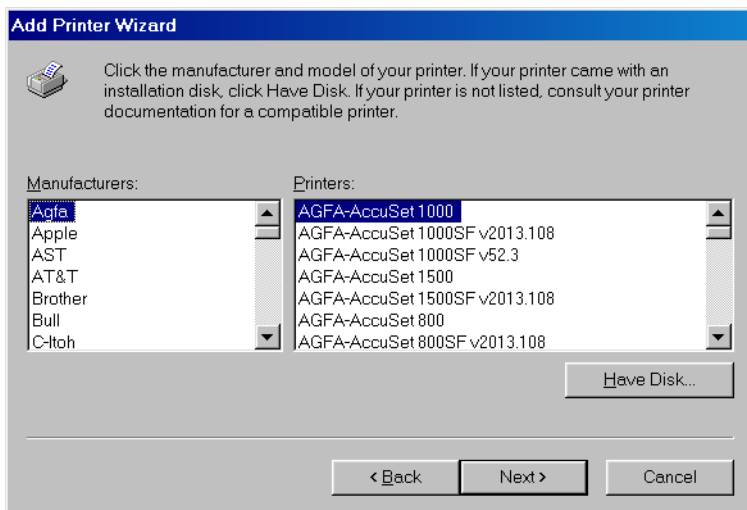 Add Printer Wizard
Click the manufacturer and model of your printer. If your printer came with an
installation disk, click Have Disk. If your printer is not listed, consult your printer
documentation for a compatible printer.
Manufacturers:
Agfa
Apple
AST
AT&T
Brother
Bull
C-Itoh
Printers:
AGFA-AccuSet 1000
AGFA-AccuSet 1000SF v2013.108
AGFA-AccuSet 1000SF v52.3
AGFA-AccuSet 1500
AGFA-AccuSet 1500SF v2013.108
AGFA-AccuSet 800
AGFA-AccuSet 800SF v2013.108
Have Disk...
< Back
Next >
Cancel